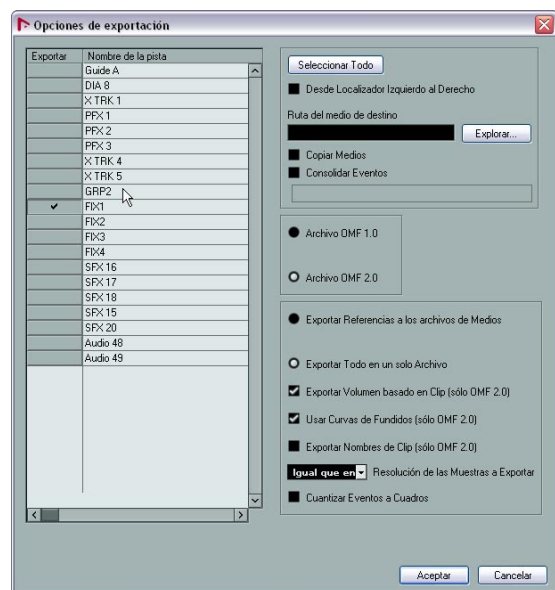 Opciones de exportación
Exportar Nombre de la pista
Guide A
DIA 8
X TRK 1
PFX 1
PFX 2
PFX 3
X TRK 4
X TRK 5
GRP2
FIX1
FIX2
FIX3
FIX4
SFX 16
SFX 17
SFX 18
SFX 15
SFX 20
Audio 48
Audio 49
Seleccionar Todo
Desde Localizador Izquierdo al Derecho
Ruta del medio de destino
Explorar...
Copiar Medios
Consolidar Eventos
Archivo OMF 1.0
Archivo OMF 2.0
Exportar Referencias a los archivos de Medios
Exportar Todo en un solo Archivo
Exportar Volumen basado en Clip (sólo OMF 2.0)
Usar Curvas de Fundidos (sólo OMF 2.0)
Exportar Nombres de Clip (sólo OMF 2.0)
Igual que en Resolución de las Muestras a Exportar
Cuantizar Eventos a Cuadros
Aceptar Cancelar